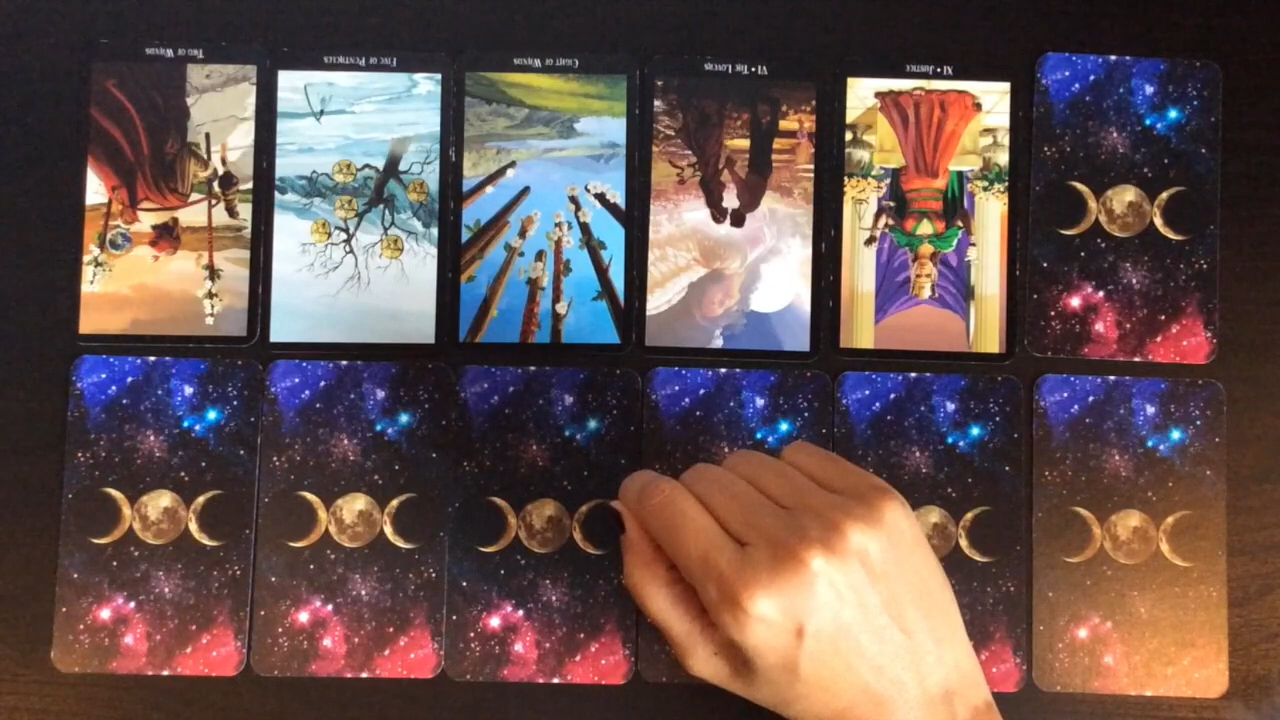 Two of Wands
Five of Pentacles
Eight of Wands
VI • The Lovers
XI • Justice